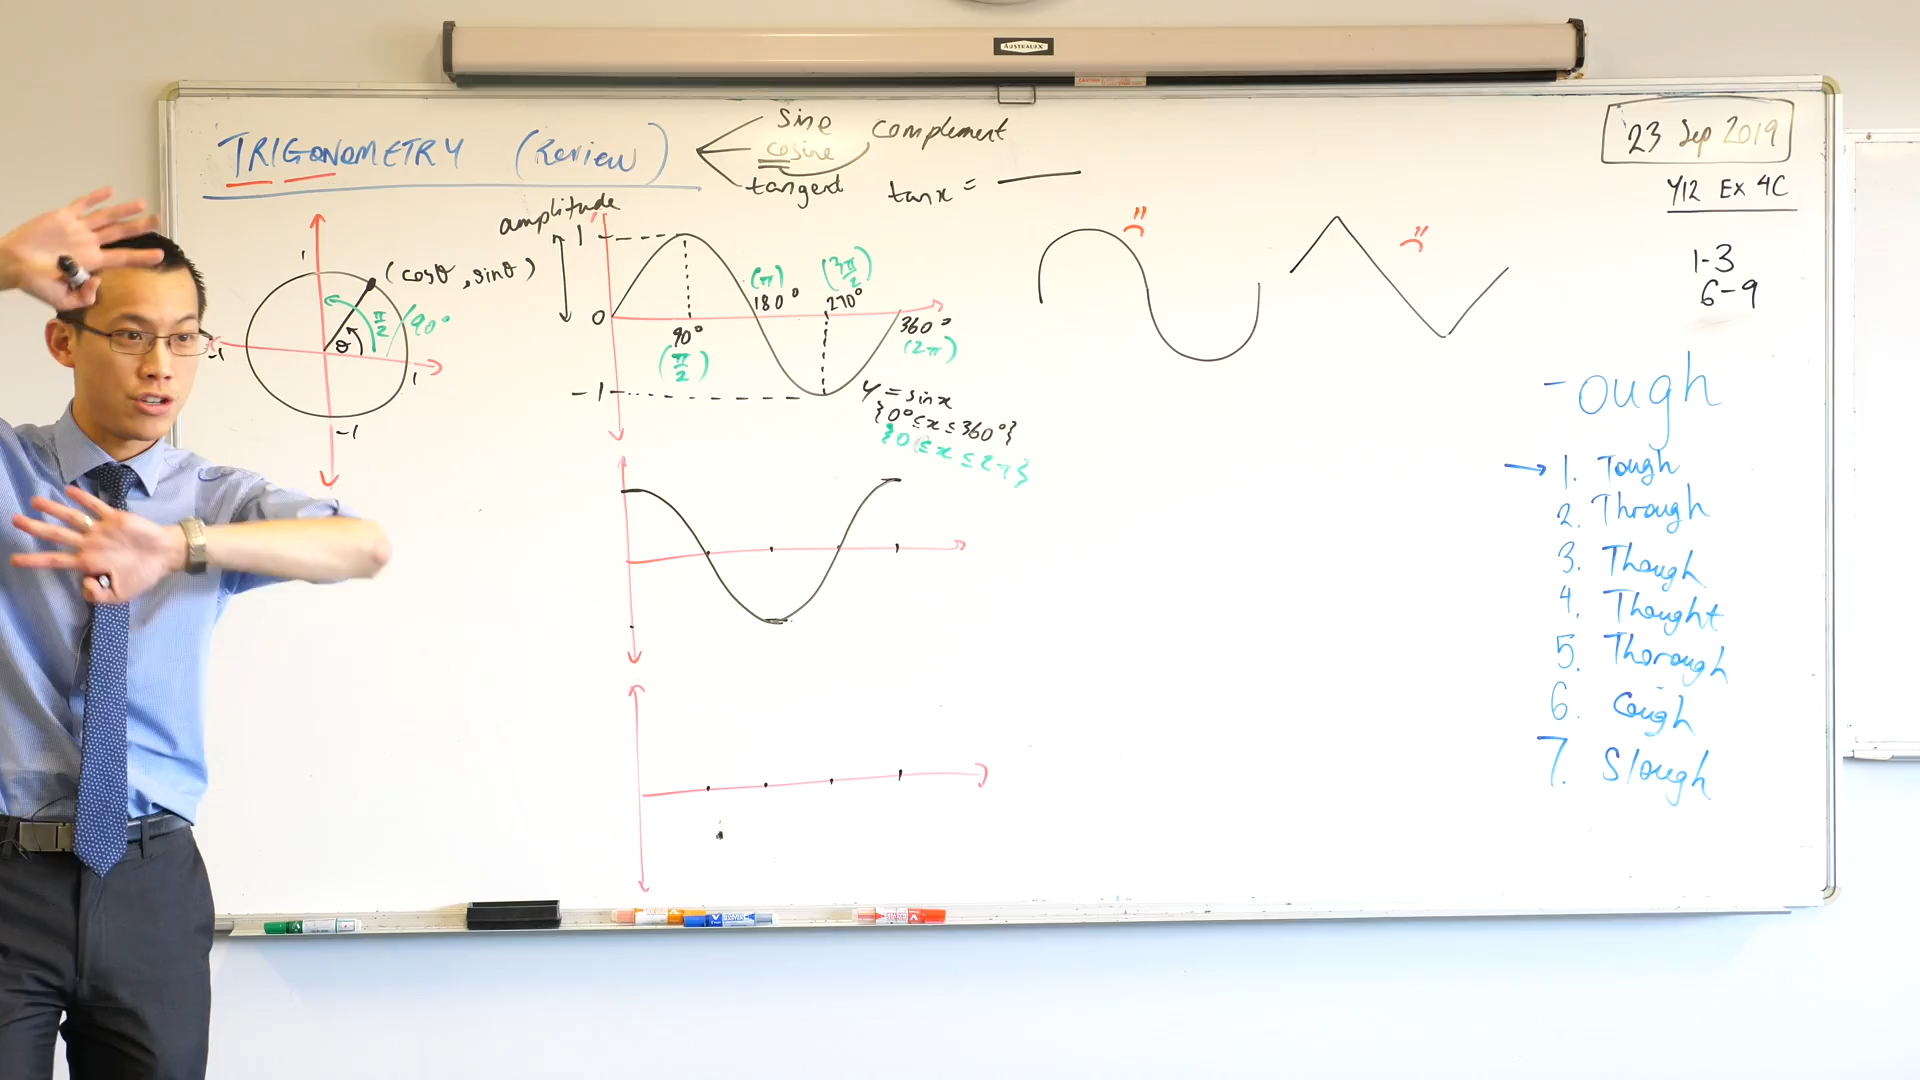 AUSTRALEX
TRIGONOMETRY (Review)
sine
cosine
tangent
complement
tan x =
23 Sep 2019
Y12 Ex 4C
1-3
6-9
1
-1
1
-1
(cosθ, sinθ)
θ
π/2
90°
amplitude
1
0
-1
90°
(π/2)
(π)
180°
(3π/2)
270°
360°
(2π)
y = sin x
{0° ≤ x ≤ 360°}
{0 ≤ x ≤ 2π}
-ough
→ 1. Tough
2. Through
3. Though
4. Thought
5. Thorough
6. Cough
7. Slough